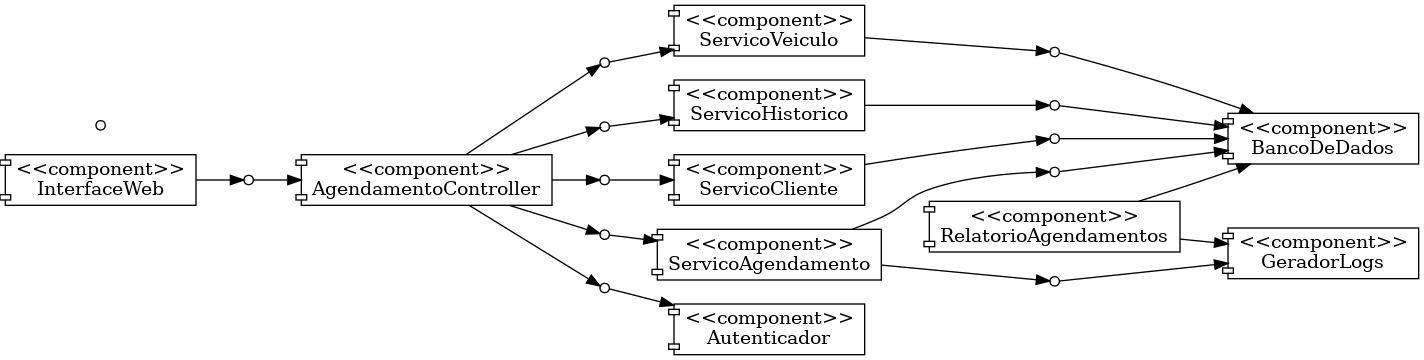 <<component>>
ServicoVeiculo
<<component>>
ServicoHistorico
<<component>>
BancoDeDados
<<component>>
InterfaceWeb
<<component>>
AgendamentoController
<<component>>
ServicoCliente
<<component>>
RelatorioAgendamentos
<<component>>
ServicoAgendamento
<<component>>
GeradorLogs
<<component>>
Autenticador